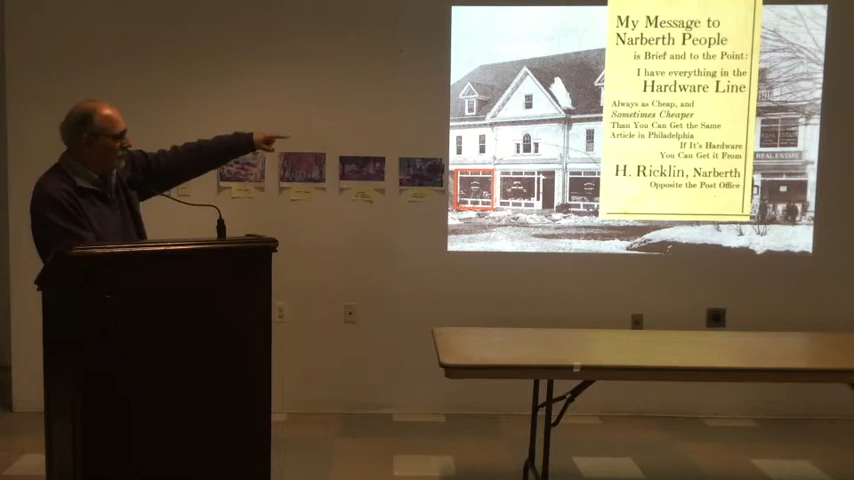 My Message to
Narberth People
is Brief and to the Point:
I have everything in the
Hardware Line
Always as Cheap, and
Sometimes Cheaper
Than You Can Get the Same
Article in Philadelphia
If It's Hardware
You Can Get It From
H. Ricklin, Narberth
Opposite the Post Office
REAL ESTATE